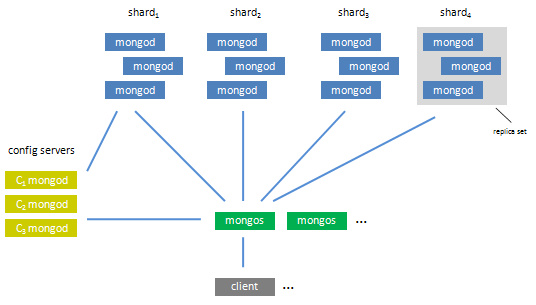 shard1 shard2 shard3 shard4
mongod mongod mongod mongod
mongod mongod mongod mongod
mongod mongod mongod mongod
replica set
config servers
C1 mongod
C2 mongod
C3 mongod
mongos mongos ...
client ...